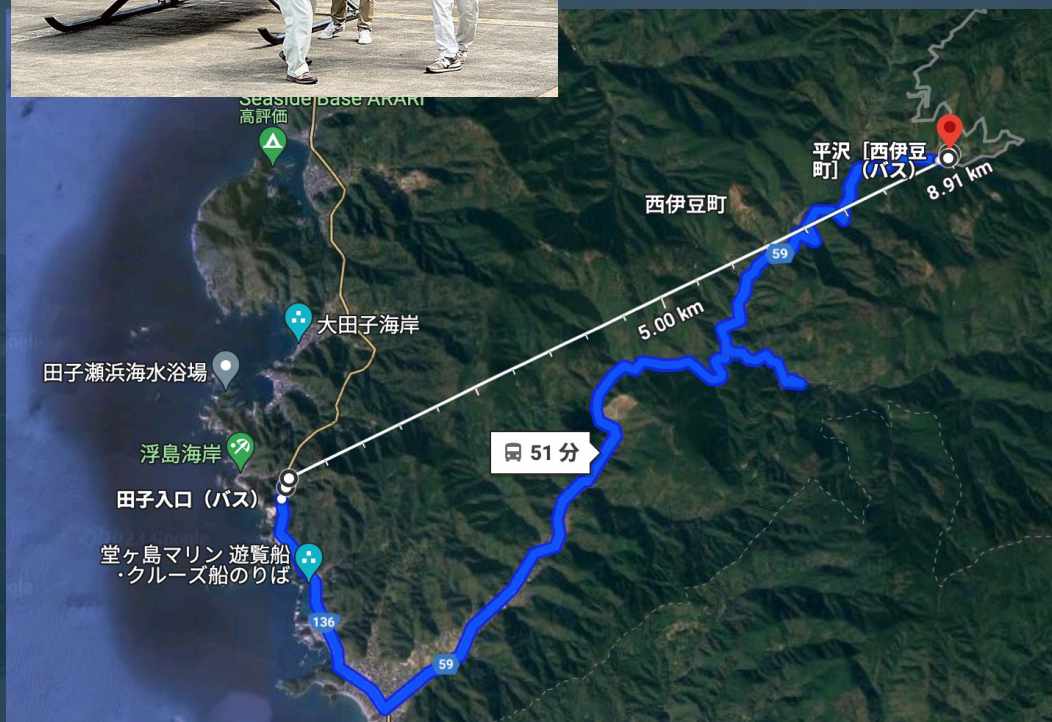 Seaside Base ARARI
高評価
平沢［西伊豆
町］（バス）
8.91 km
西伊豆町
59
5.00 km
大田子海岸
田子瀬浜海水浴場
51 分
浮島海岸
田子入口（バス）
堂ヶ島マリン 遊覧船
・クルーズ船のりば
136
59